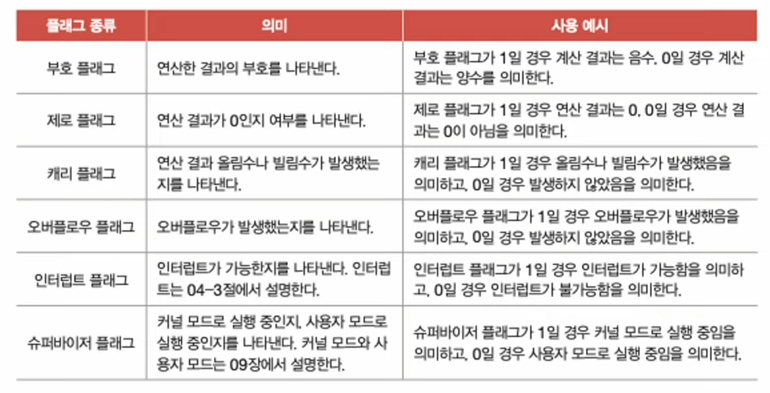 플래그 종류 의미 사용 예시
부호 플래그 연산한 결과의 부호를 나타낸다. 부호 플래그가 1일 경우 계산 결과는 음수, 0일 경우 계산
결과는 양수를 의미한다.
제로 플래그 연산 결과가 0인지 여부를 나타낸다. 제로 플래그가 1일 경우 연산 결과는 0, 0일 경우 연산 결
과는 0이 아님을 의미한다.
캐리 플래그 연산 결과 올림수나 빌림수가 발생했는
지를 나타낸다. 캐리 플래그가 1일 경우 올림수나 빌림수가 발생했음을
의미하고, 0일 경우 발생하지 않았음을 의미한다.
오버플로우 플래그 오버플로우가 발생했는지를 나타낸다. 오버플로우 플래그가 1일 경우 오버플로우가 발생했음을
의미하고, 0일 경우 발생하지 않았음을 의미한다.
인터럽트 플래그 인터럽트가 가능한지를 나타낸다. 인터럽
트는 04-3절에서 설명한다. 인터럽트 플래그가 1일 경우 인터럽트가 가능함을 의미하
고, 0일 경우 인터럽트가 불가능함을 의미한다.
슈퍼바이저 플래그 커널 모드로 실행 중인지, 사용자 모드로
실행 중인지를 나타낸다. 커널 모드와 사
용자 모드는 09장에서 설명한다. 슈퍼바이저 플래그가 1일 경우 커널 모드로 실행 중임을
의미하고, 0일 경우 사용자 모드로 실행 중임을 의미한다.